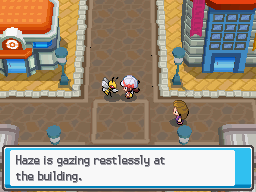 Haze is gazing restlessly at
the building.